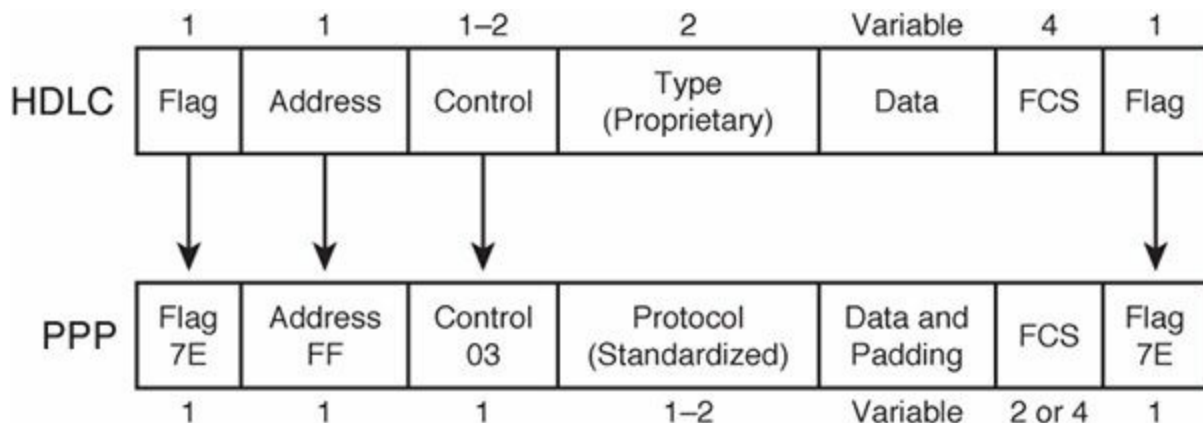 1 1 1–2 2 Variable 4 1
HDLC Flag Address Control Type (Proprietary) Data FCS Flag
PPP Flag 7E Address FF Control 03 Protocol (Standardized) Data and Padding FCS Flag 7E
1 1 1 1–2 Variable 2 or 4 1